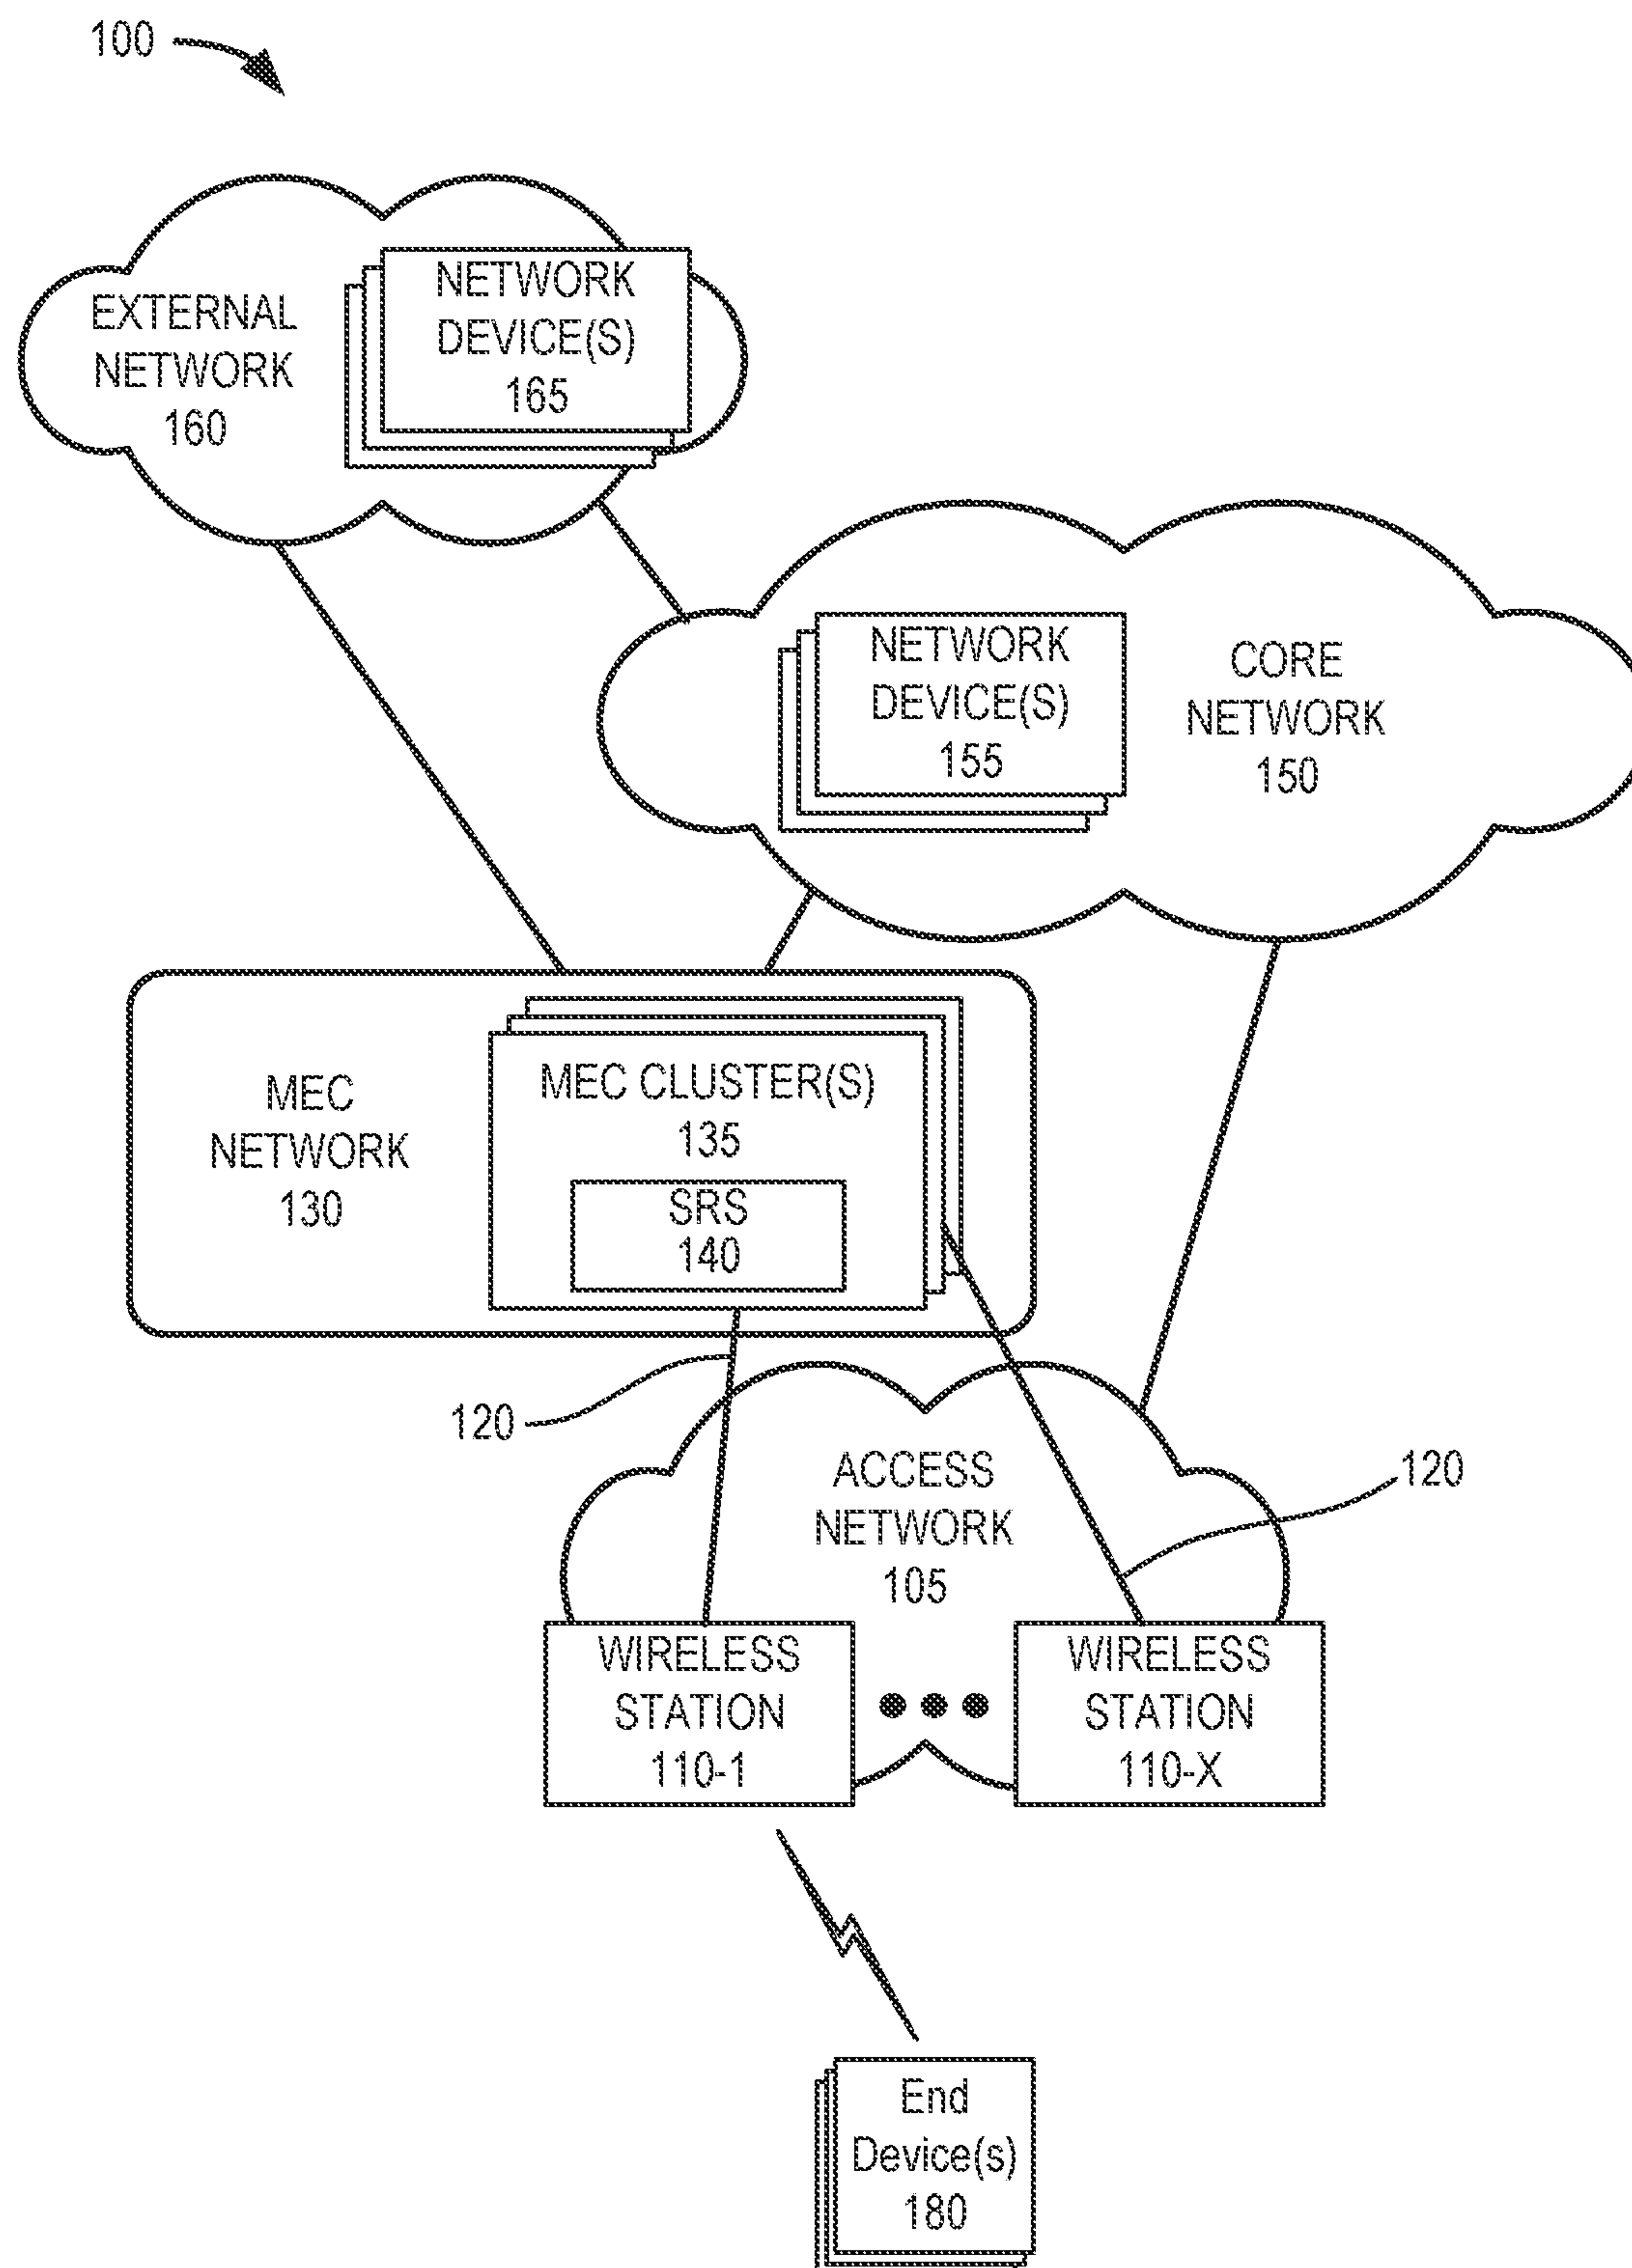 100
NETWORK
DEVICE(S)
165
EXTERNAL
NETWORK
160
NETWORK
DEVICE(S)
155
CORE
NETWORK
150
MEC
NETWORK
130
MEC CLUSTER(S)
135
SRS
140
120
ACCESS
NETWORK
105
120
WIRELESS
STATION
110-1
WIRELESS
STATION
110-X
End
Device(s)
180